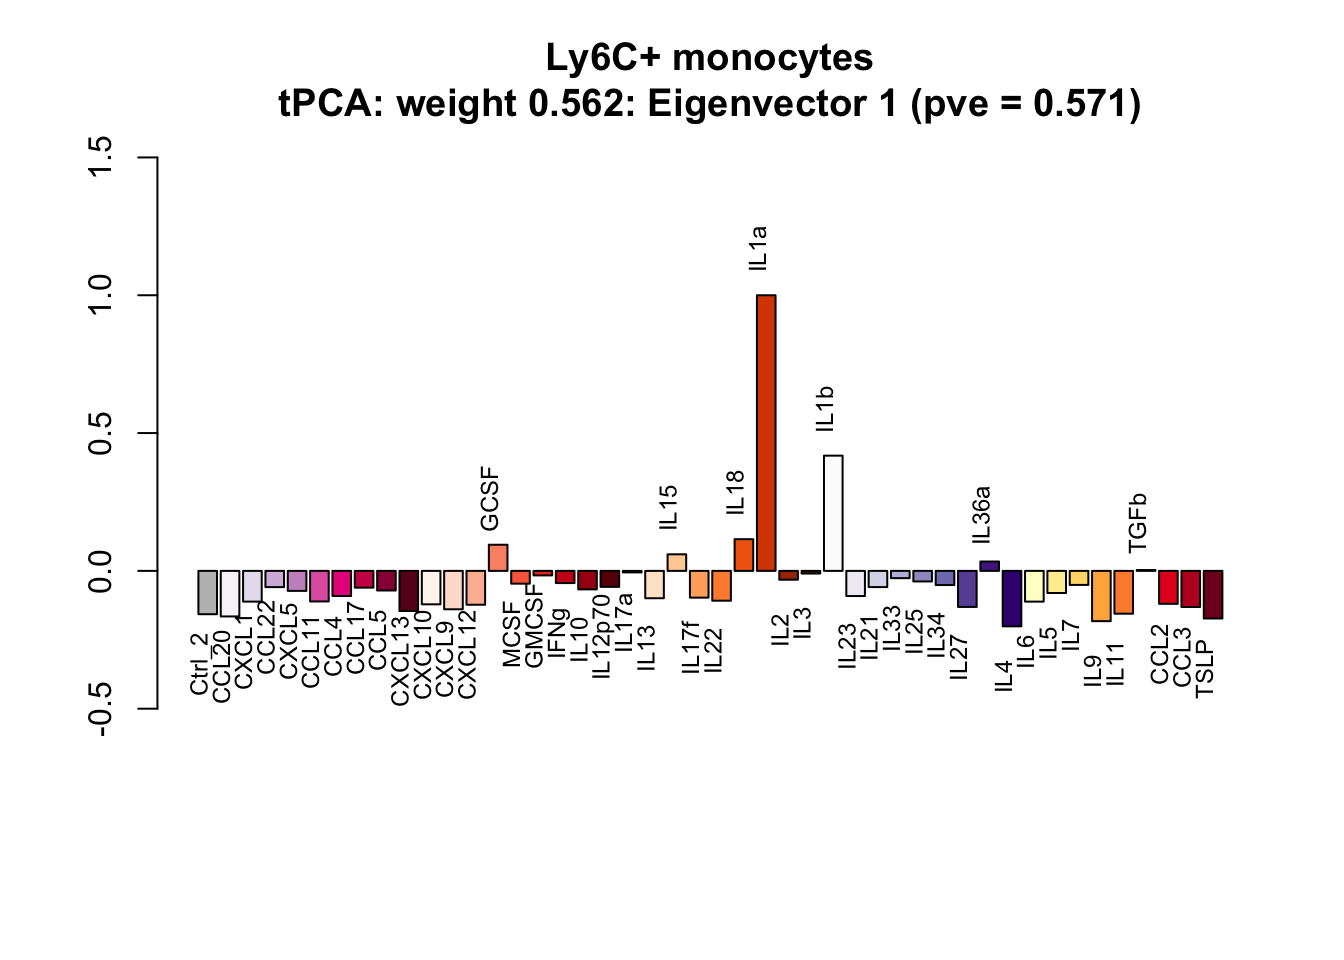 Ly6C+ monocytes
tPCA: weight 0.562: Eigenvector 1 (pve = 0.571)
1.5
1.0
0.5
0.0
-0.5
Ctrl_2
CCL20
CXCL1
CCL22
CXCL5
CCL11
CCL4
CCL17
CCL5
CXCL13
CXCL10
CXCL9
CXCL12
GCSF
MCSF
GMCSF
IFNg
IL10
IL12p70
IL17a
IL13
IL15
IL17f
IL22
IL18
IL1a
IL2
IL3
IL1b
IL23
IL21
IL33
IL25
IL34
IL27
IL36a
IL4
IL6
IL5
IL7
IL9
IL11
TGFb
CCL2
CCL3
TSLP